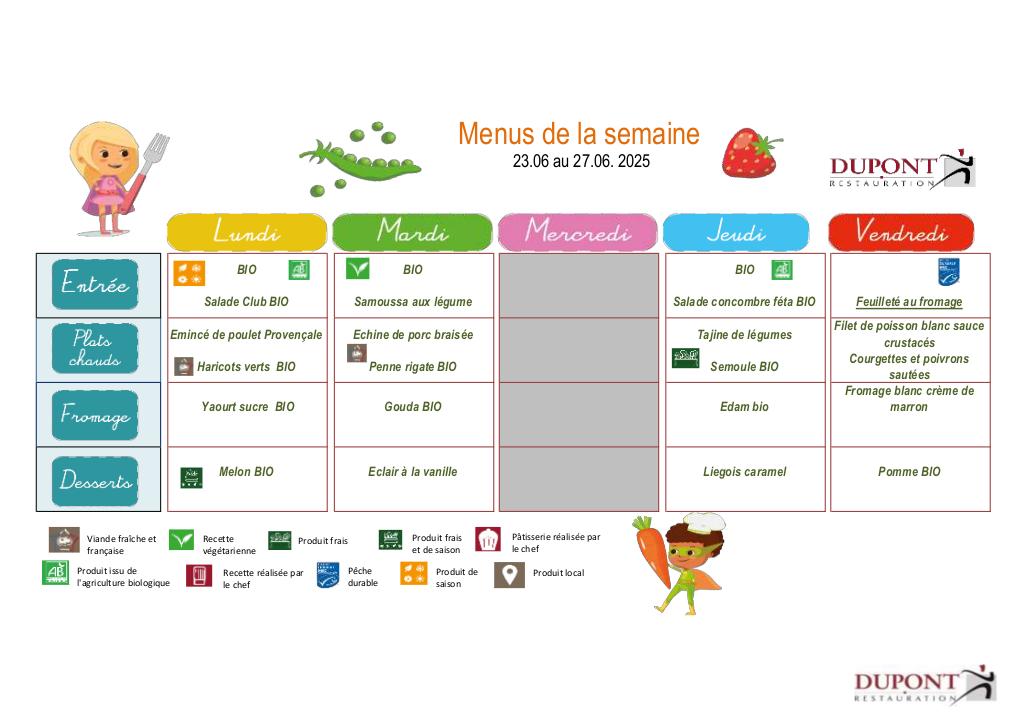 Menus de la semaine
23.06 au 27.06. 2025
DUPONT
RESTAURATION
Lundi
Mardi
Mercredi
Jeudi
Vendredi
Entrée
BIO
AB
Salade Club BIO
BIO
Samoussa aux légume
BIO
AB
Salade concombre féta BIO
Feuilleté au fromage
Plats
chauds
Emincé de poulet Provençale
Haricots verts BIO
Echine de porc braisée
Penne rigate BIO
Tajine de légumes
Semoule BIO
Filet de poisson blanc sauce
crustacés
Courgettes et poivrons
sautées
Fromage
Yaourt sucre BIO
Gouda BIO
Edam bio
Fromage blanc crème de
marron
Desserts
Melon BIO
Eclair à la vanille
Liegois caramel
Pomme BIO
Viande fraîche et
française
Recette
végétarienne
Produit frais
Produit frais
et de saison
Pâtisserie réalisée par
le chef
AB
Produit issu de
l'agriculture biologique
Recette réalisée par
le chef
Pêche
durable
Produit de
saison
Produit local
DUPONT
RESTAURATION